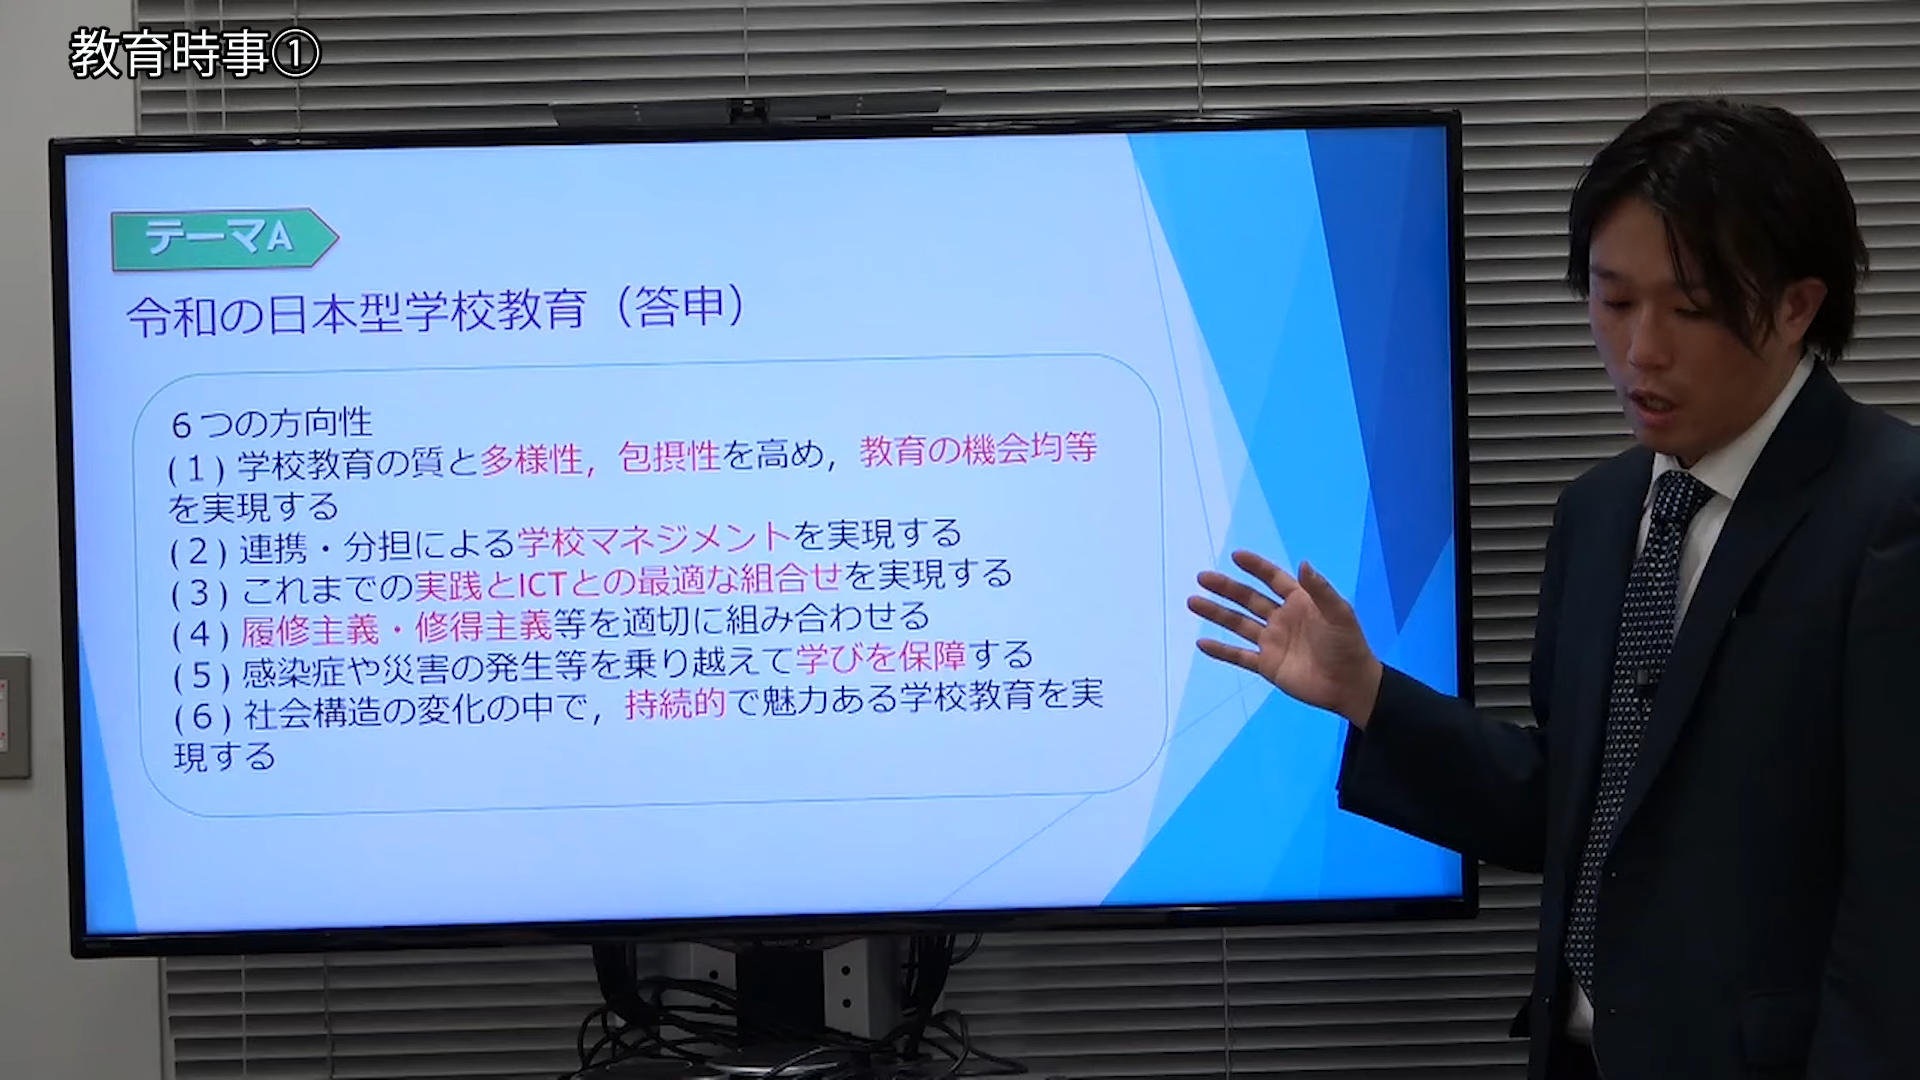 教育時事①
テーマA
令和の日本型学校教育（答申）
６つの方向性
(１) 学校教育の質と多様性，包摂性を高め，教育の機会均等
を実現する
(２) 連携・分担による学校マネジメントを実現する
(３) これまでの実践とICTとの最適な組合せを実現する
(４) 履修主義・修得主義等を適切に組み合わせる
(５) 感染症や災害の発生等を乗り越えて学びを保障する
(６) 社会構造の変化の中で，持続的で魅力ある学校教育を実
現する